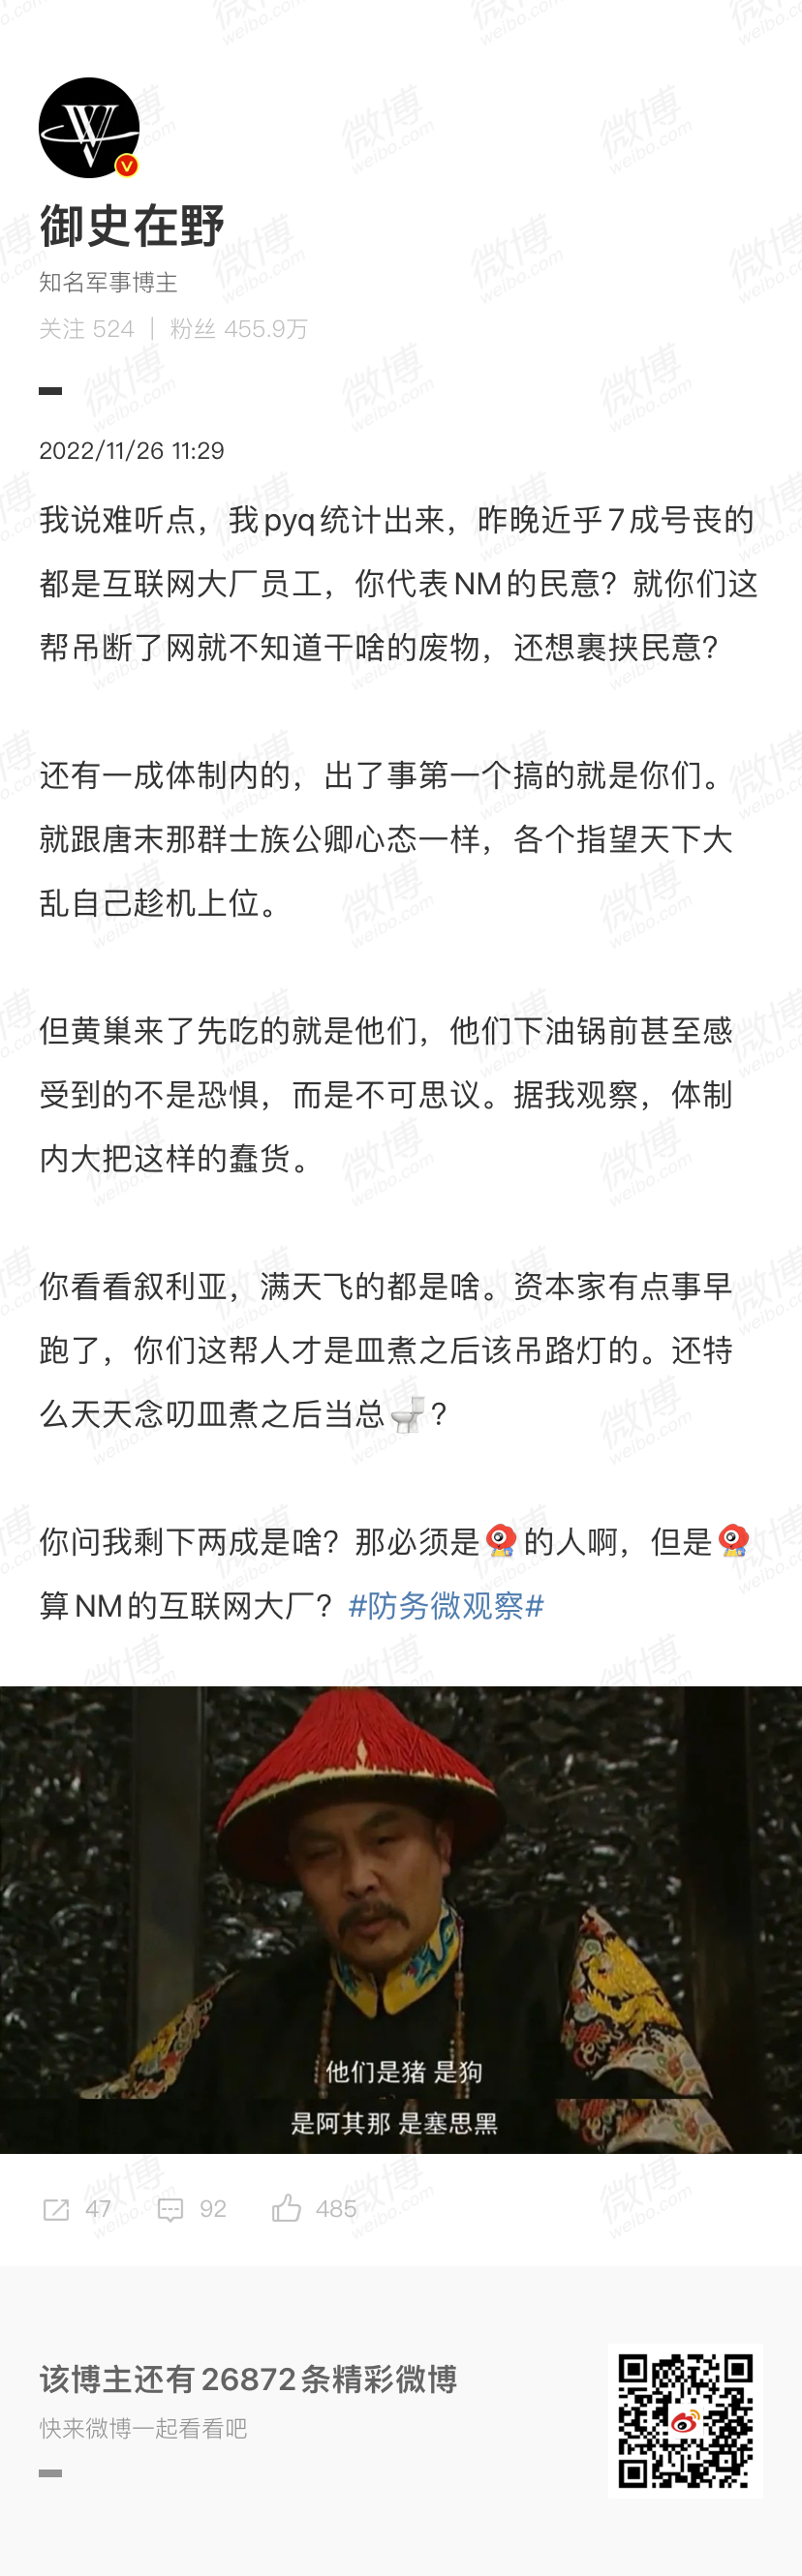 御史在野
知名军事博主
关注 524 | 粉丝 455.9万
2022/11/26 11:29
我说难听点，我pyq统计出来，昨晚近乎7成号丧的
都是互联网大厂员工，你代表NM的民意？就你们这
帮吊断了网就不知道干啥的废物，还想裹挟民意？
还有一成体制内的，出了事第一个搞的就是你们。
就跟唐末那群士族公卿心态一样，各个指望天下大
乱自己趁机上位。
但黄巢来了先吃的就是他们，他们下油锅前甚至感
受到的不是恐惧，而是不可思议。据我观察，体制
内大把这样的蠢货。
你看看叙利亚，满天飞的都是啥。资本家有点事早
跑了，你们这帮人才是皿煮之后该吊路灯的。还特
么天天念叨皿煮之后当总🚽？
你问我剩下两成是啥？那必须是的人啊，但是
算NM的互联网大厂？#防务微观察#
他们是猪 是狗
是阿其那 是塞思黑
47 92 485
该博主还有26872条精彩微博
快来微博一起看看吧
微博
weibo.com